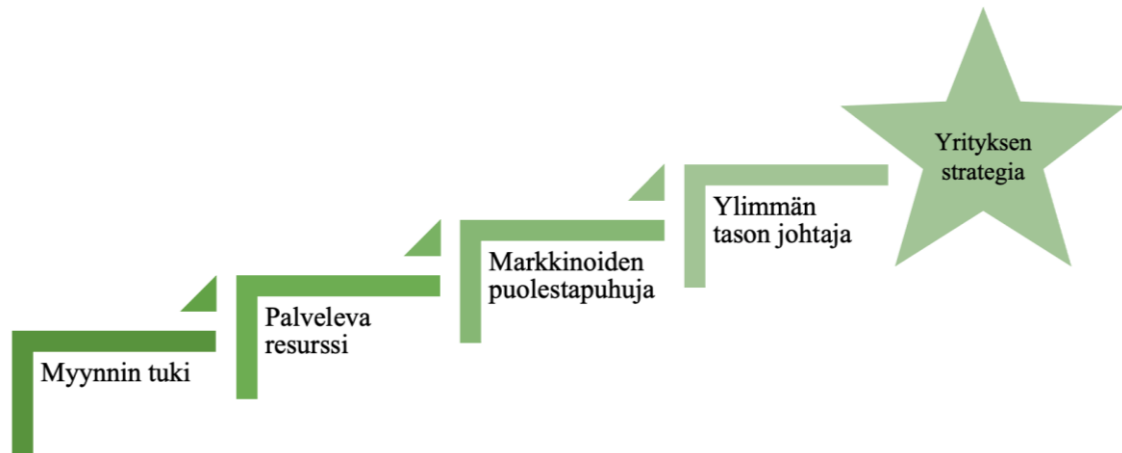 Myynnin tuki
Palveleva
resurssi
Markkinoiden
puolestapuhuja
Ylimmän
tason johtaja
Yrityksen
strategia